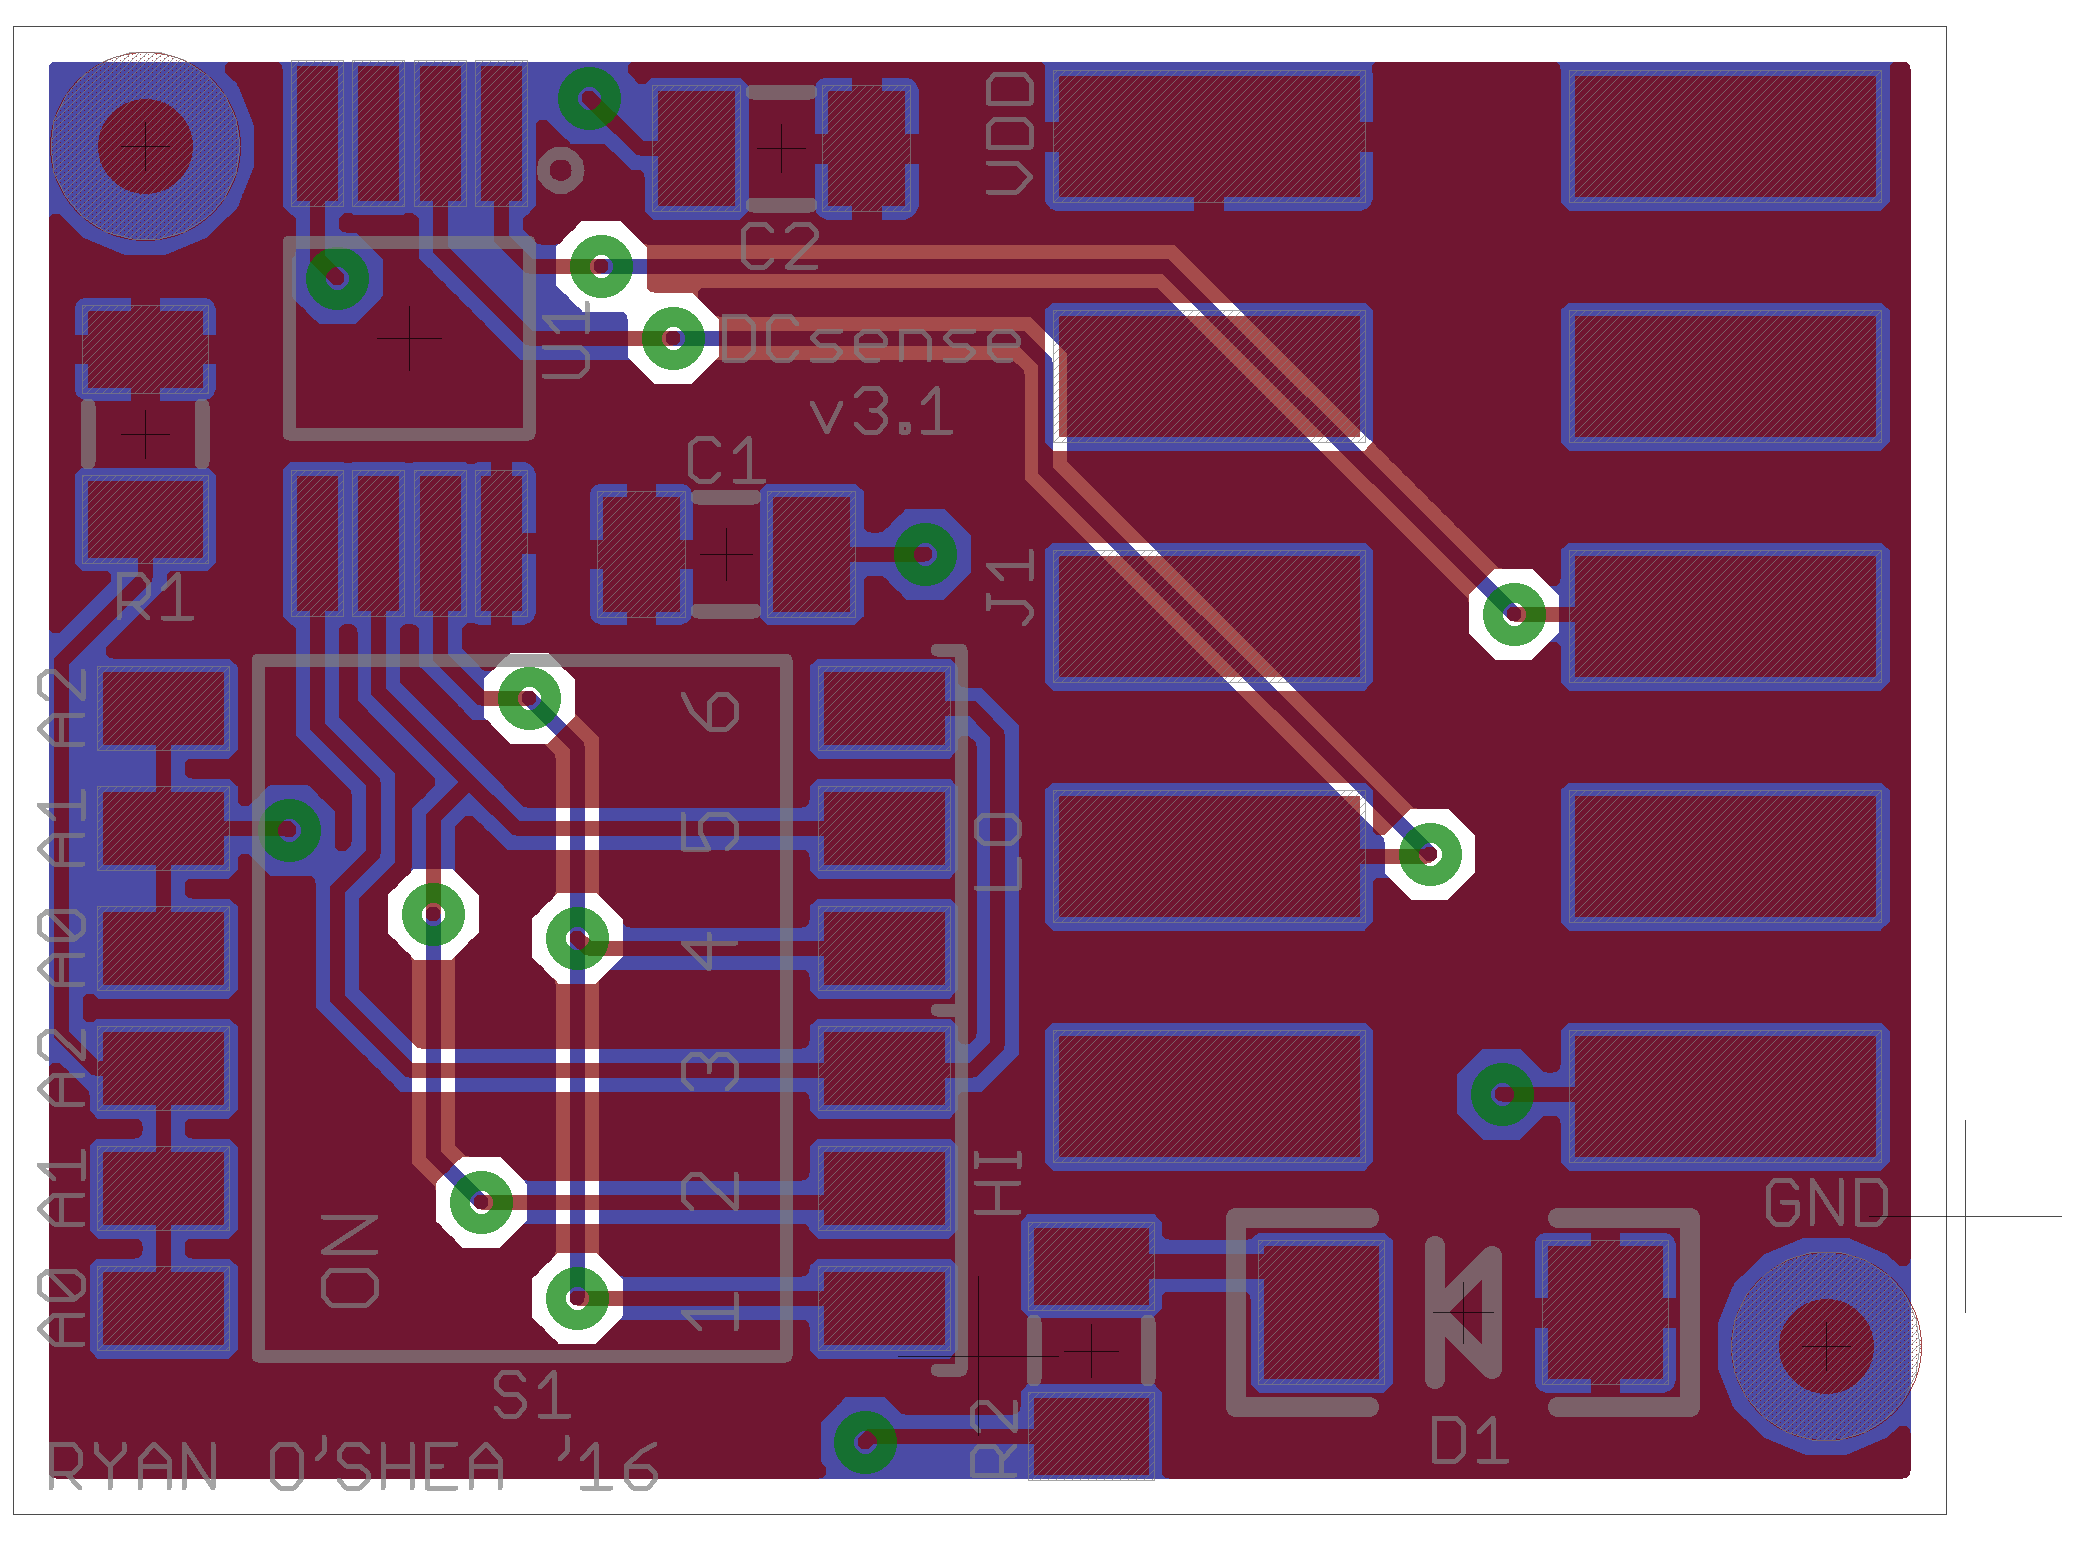 VDD
C2
U1
DCsense
v3.1
C1
J1
R1
A2
A1
A0
A2
A1
A0
6
5
4
3
2
1
LO
HI
ON
S1
GND
R2
D1
RYAN O'SHEA '16